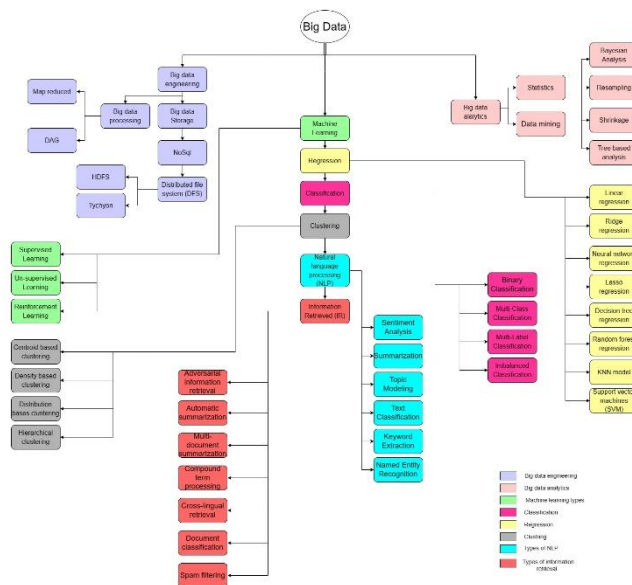 Big Data
Big data
engineering
Map reduced
Big data
processing
Big data
Storage
DAG
NoSql
HDFS
Distributed file
system (DFS)
Tychyon
Machine
Learning
Regression
Classification
Clustering
Natural
language
processing (NLP)
Information
Retrieved (IR)
Big data
alytics
Statistics
Data mining
Bayesian
Analysis
Resampling
Shrinkage
Tree based
analysis
Supervised
Learning
Un-supervised
Learning
Reinforcement
Learning
Centroid based
clustering
Density based
clustering
Distribution
bases clustering
Hierarchical
clustering
Adversarial
information
retrieval
Automatic
summarization
Multi-
document
summarization
Compound
term
processing
Cross-lingual
retrieval
Document
classification
Spam filtering
Sentiment
Analysis
Summarization
Topic
Modeling
Text
Classification
Keyword
Extraction
Named Entity
Recognition
Binary
Classification
Multi Class
Classification
Multi-Label
Classification
Imbalanced
Classification
Linear
regression
Ridge
regression
Neural network
regression
Lasso
regression
Decision tree
regression
Random forest
regression
KNN model
Support vector
machines
(SVM)
Big data engineering
Big data analytics
Machine learning types
Classification
Regression
Clustring
Types of NLP
Types of information
retrieval